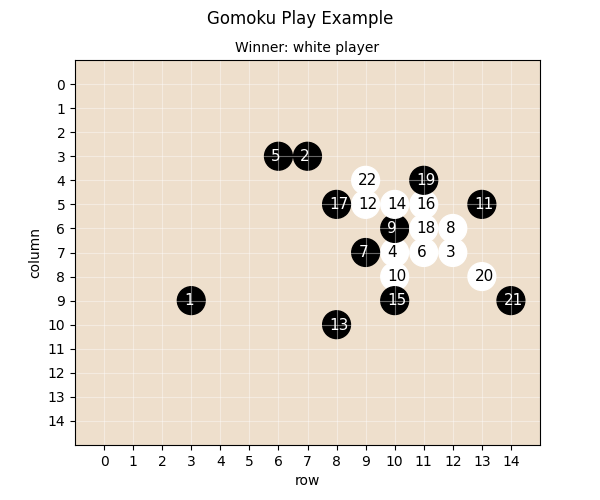 Gomoku Play Example
Winner: white player
0
1
2
3 5 2
4 22 19
5 17 12 14 16 11
6 9 18 8
7 7 4 6 3
8 10 20
9 1 15 21
10 13
11
12
13
14
column
0 1 2 3 4 5 6 7 8 9 10 11 12 13 14
row